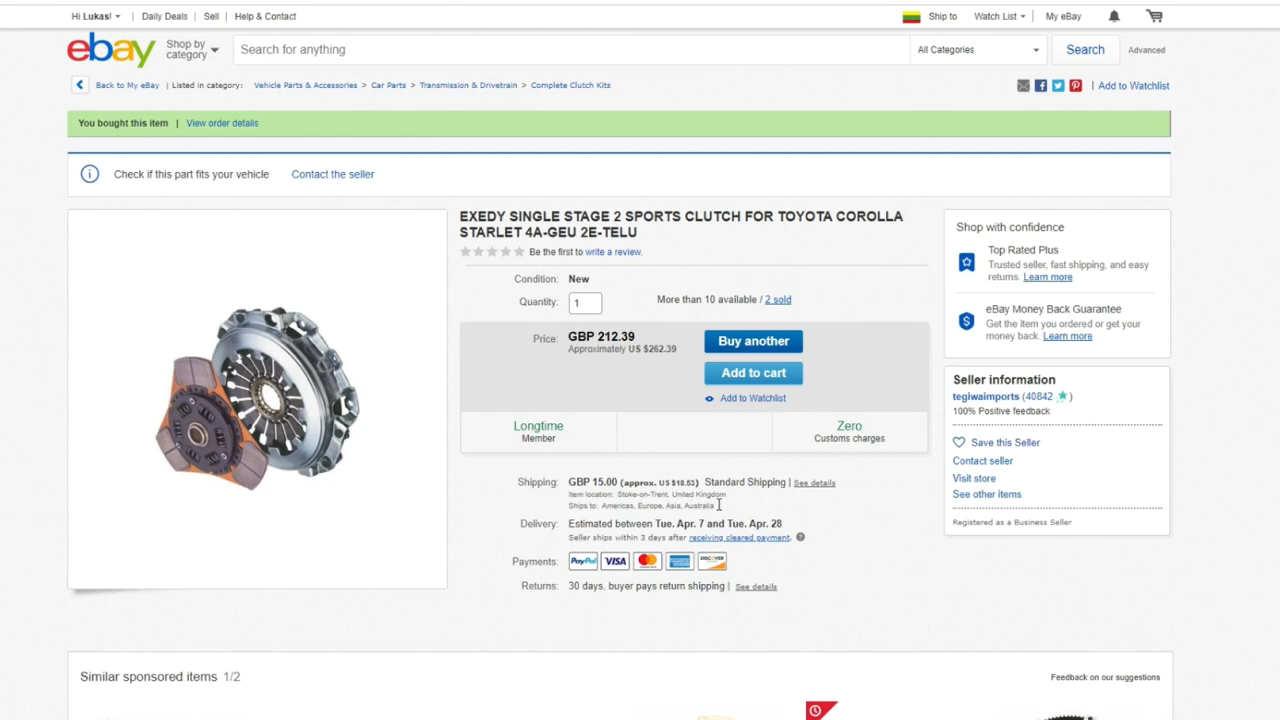 Hi Lukas!
Daily Deals
Sell
Help & Contact
Ship to
Watch List
My eBay
ebay
Shop by category
Search for anything
All Categories
Search
Advanced
Back to My eBay | Listed in category: Vehicle Parts & Accessories > Car Parts > Transmission & Drivetrain > Complete Clutch Kits
| Add to Watchlist
You bought this item | View order details
Check if this part fits your vehicle Contact the seller
EXEDY SINGLE STAGE 2 SPORTS CLUTCH FOR TOYOTA COROLLA
STARLET 4A-GEU 2E-TELU
Be the first to write a review.
Condition: New
Quantity: 1
More than 10 available / 2 sold
Price: GBP 212.39
Approximately US $262.39
Buy another
Add to cart
Add to Watchlist
Longtime
Member
Zero
Customs charges
Shipping: GBP 15.00 (approx. US $18.53) Standard Shipping | See details
Item location: Stoke-on-Trent, United Kingdom
Ships to: Americas, Europe, Asia, Australia
Delivery: Estimated between Tue. Apr. 7 and Tue. Apr. 28
Seller ships within 3 days after receiving cleared payment.
Payments: PayPal VISA MasterCard AMERICAN EXPRESS DISCOVER
Returns: 30 days, buyer pays return shipping | See details
Shop with confidence
Top Rated Plus
Trusted seller, fast shipping, and easy
returns. Learn more
eBay Money Back Guarantee
Get the item you ordered or get your
money back. Learn more
Seller information
tegiwaimports (40842 )
100% Positive feedback
Save this Seller
Contact seller
Visit store
See other items
Registered as a Business Seller
Similar sponsored items 1/2
Feedback on our suggestions